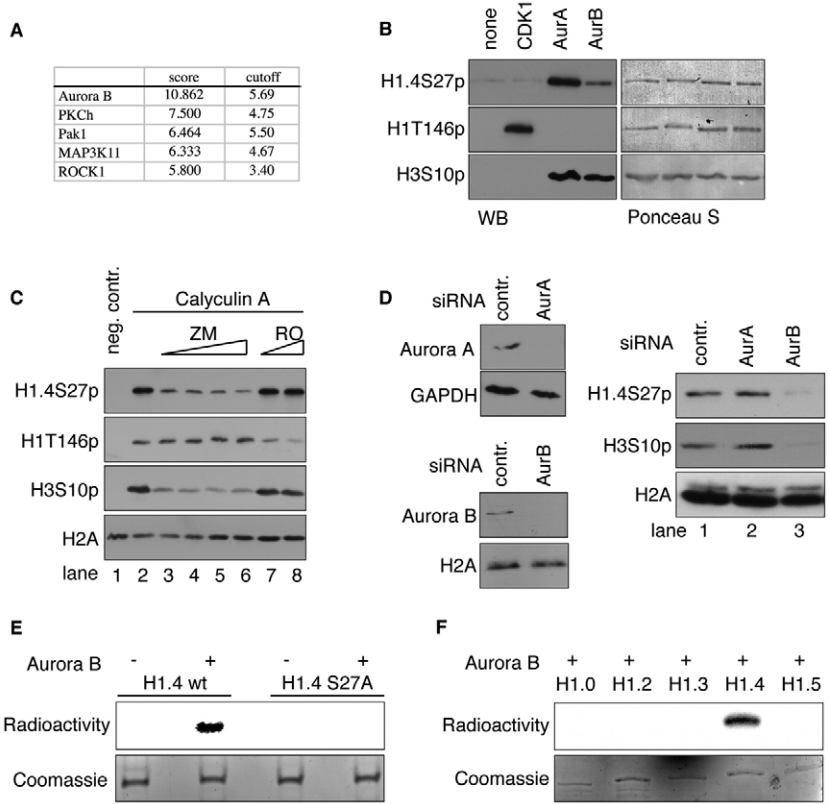 A
score cutoff
Aurora B 10.862 5.69
PKCh 7.500 4.75
Pak1 6.464 5.50
MAP3K11 6.333 4.67
ROCK1 5.800 3.40
B
none CDK1 AurA AurB
H1.4S27p
H1T146p
H3S10p
WB Ponceau S
C
neg. contr.
Calyculin A
ZM RO
H1.4S27p
H1T146p
H3S10p
H2A
lane 1 2 3 4 5 6 7 8
D
siRNA contr. AurA
Aurora A
GAPDH
siRNA contr. AurB
Aurora B
H2A
siRNA contr. AurA AurB
H1.4S27p
H3S10p
H2A
lane 1 2 3
E
Aurora B - + - +
H1.4 wt H1.4 S27A
Radioactivity
Coomassie
F
Aurora B + + + + +
H1.0 H1.2 H1.3 H1.4 H1.5
Radioactivity
Coomassie